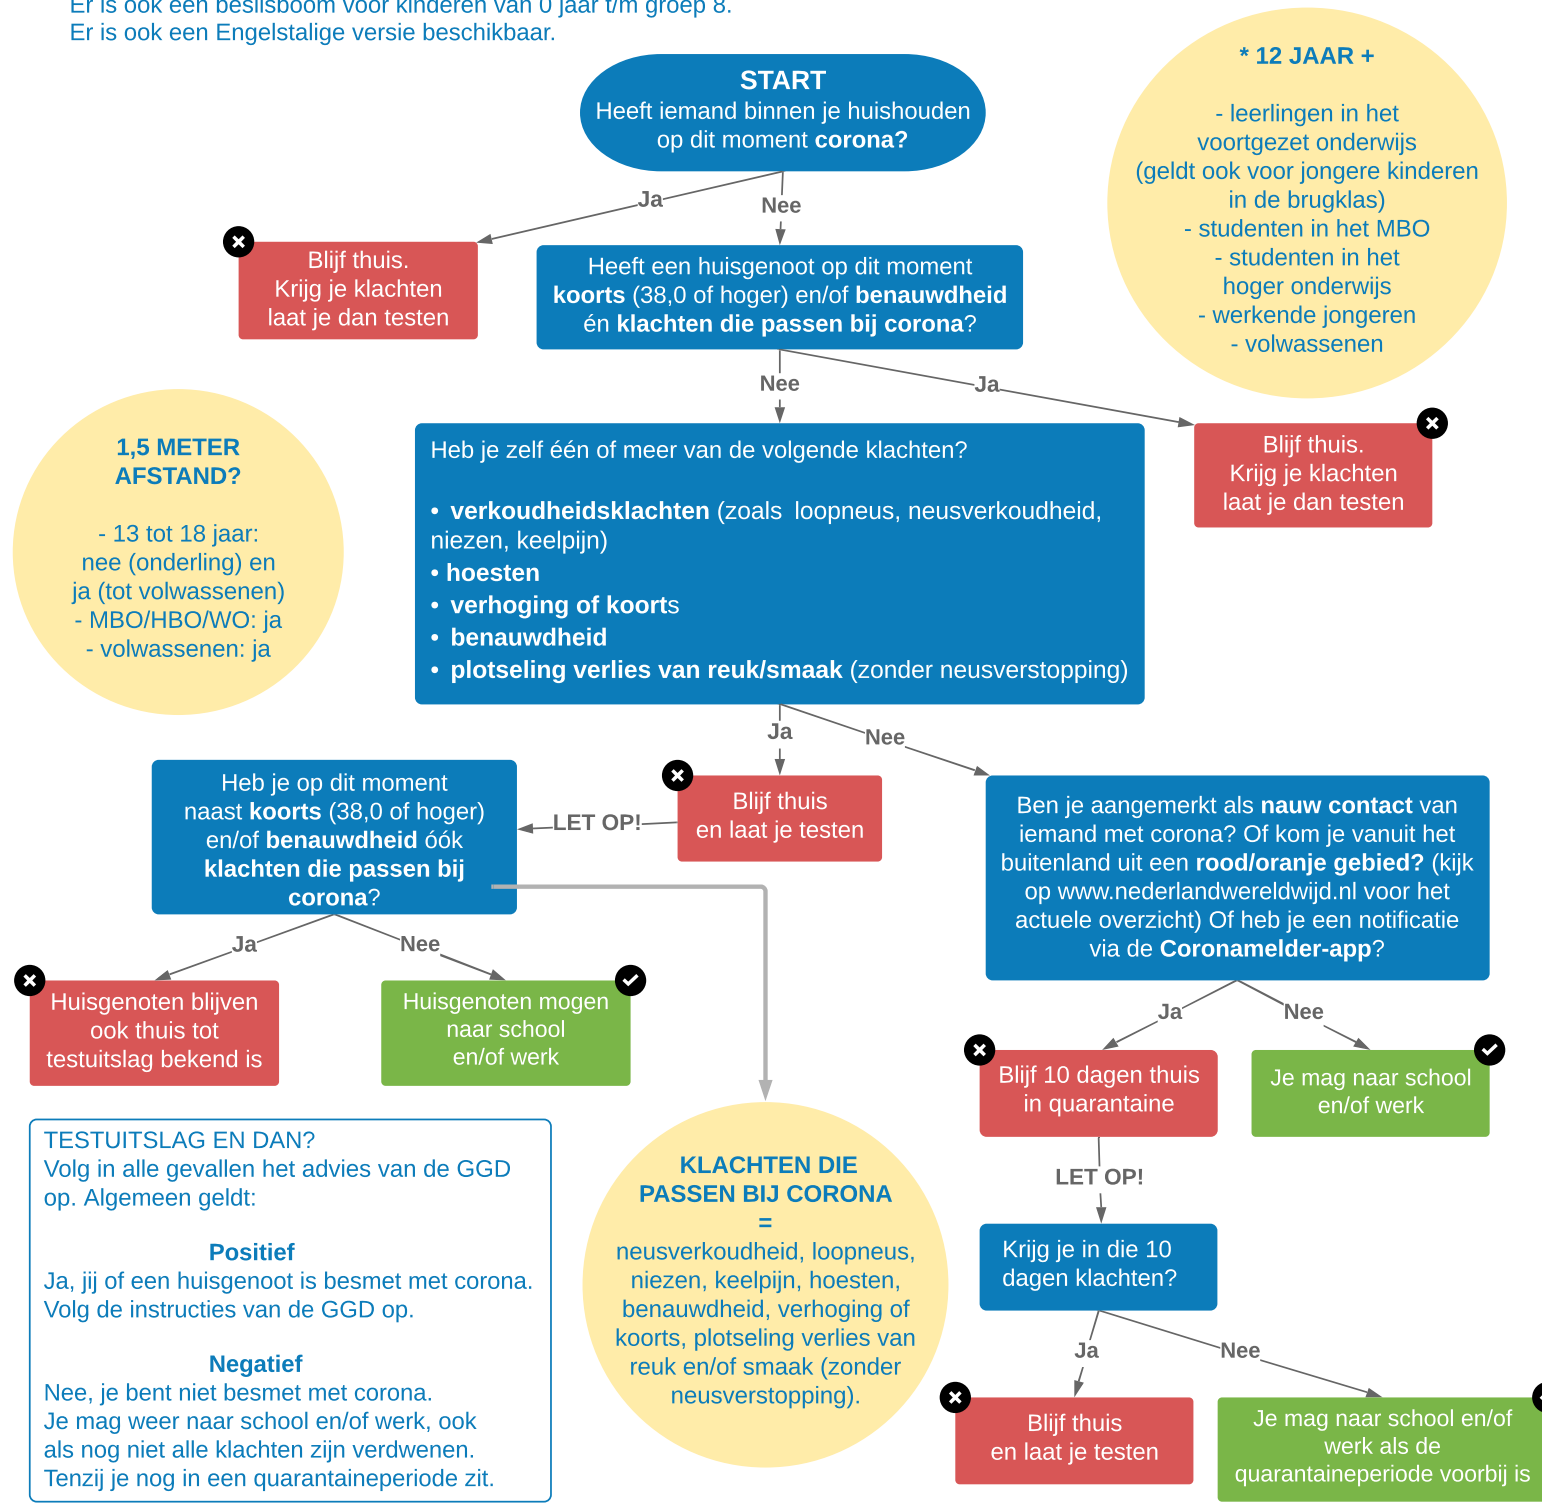 Er is ook een beslisboom voor kinderen van 0 jaar t/m groep 8.
Er is ook een Engelstalige versie beschikbaar.
START
Heeft iemand binnen je huishouden
op dit moment corona?
* 12 JAAR +
- leerlingen in het
voortgezet onderwijs
(geldt ook voor jongere kinderen
in de brugklas)
- studenten in het MBO
- studenten in het
hoger onderwijs
- werkende jongeren
- volwassenen
Ja
Nee
Blijf thuis.
Krijg je klachten
laat je dan testen
Heeft een huisgenoot op dit moment
koorts (38,0 of hoger) en/of benauwdheid
én klachten die passen bij corona?
Nee
Ja
1,5 METER
AFSTAND?
- 13 tot 18 jaar:
nee (onderling) en
ja (tot volwassenen)
- MBO/HBO/WO: ja
- volwassenen: ja
Heb je zelf één of meer van de volgende klachten?
• verkoudheidsklachten (zoals loopneus, neusverkoudheid,
niezen, keelpijn)
• hoesten
• verhoging of koorts
• benauwdheid
• plotseling verlies van reuk/smaak (zonder neusverstopping)
Blijf thuis.
Krijg je klachten
laat je dan testen
Ja
Nee
Heb je op dit moment
naast koorts (38,0 of hoger)
en/of benauwdheid óók
klachten die passen bij
corona?
LET OP!
Blijf thuis
en laat je testen
Ben je aangemerkt als nauw contact van
iemand met corona? Of kom je vanuit het
buitenland uit een rood/oranje gebied? (kijk
op www.nederlandwereldwijd.nl voor het
actuele overzicht) Of heb je een notificatie
via de Coronamelder-app?
Ja
Nee
Huisgenoten blijven
ook thuis tot
testuitslag bekend is
Huisgenoten mogen
naar school
en/of werk
Ja
Nee
Blijf 10 dagen thuis
in quarantaine
Je mag naar school
en/of werk
TESTUITSLAG EN DAN?
Volg in alle gevallen het advies van de GGD
op. Algemeen geldt:
Positief
Ja, jij of een huisgenoot is besmet met corona.
Volg de instructies van de GGD op.
Negatief
Nee, je bent niet besmet met corona.
Je mag weer naar school en/of werk, ook
als nog niet alle klachten zijn verdwenen.
Tenzij je nog in een quarantaineperiode zit.
KLACHTEN DIE
PASSEN BIJ CORONA
=
neusverkoudheid, loopneus,
niezen, keelpijn, hoesten,
benauwdheid, verhoging of
koorts, plotseling verlies van
reuk en/of smaak (zonder
neusverstopping).
LET OP!
Krijg je in die 10
dagen klachten?
Ja
Nee
Blijf thuis
en laat je testen
Je mag naar school en/of
werk als de
quarantaineperiode voorbij is